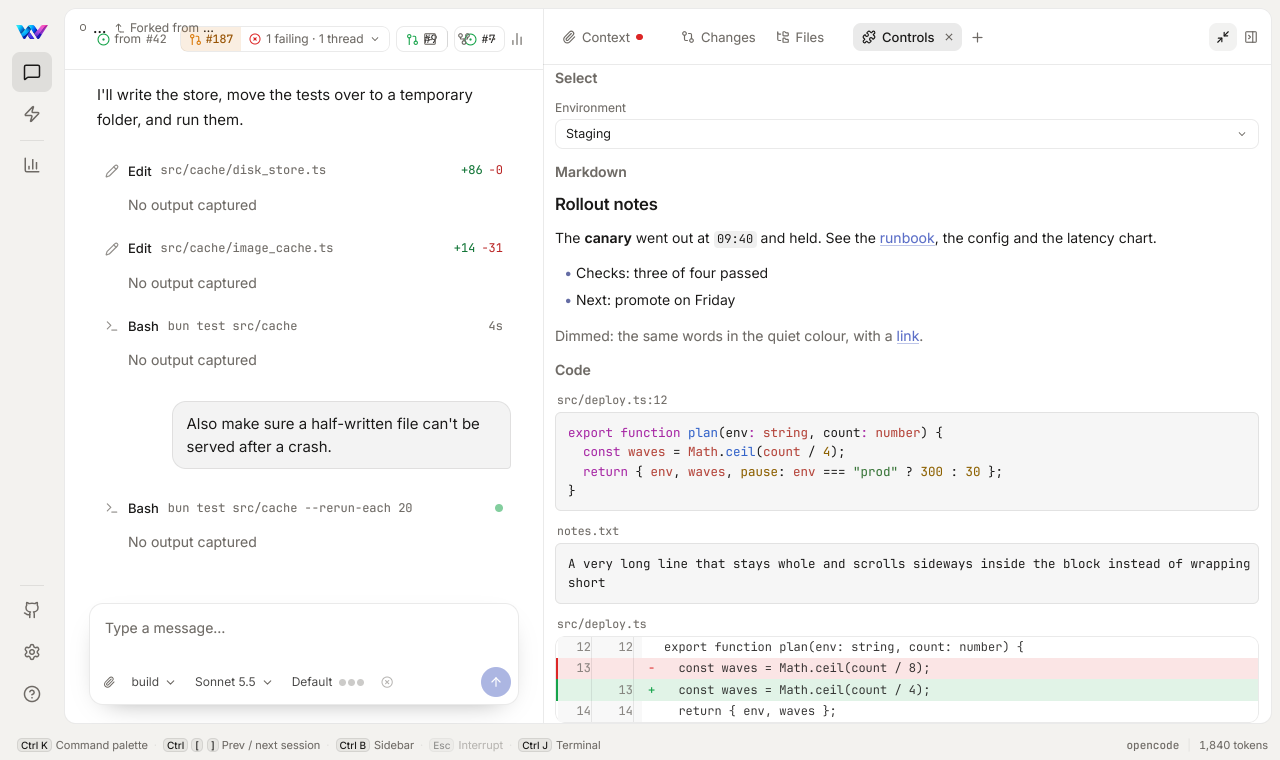 Forked from ...
from #42
#187
1 failing · 1 thread
#7
Context
Changes
Files
Controls
I'll write the store, move the tests over to a temporary
folder, and run them.
Edit src/cache/disk_store.ts +86 -0
No output captured
Edit src/cache/image_cache.ts +14 -31
No output captured
Bash bun test src/cache 4s
No output captured
Also make sure a half-written file can't be
served after a crash.
Bash bun test src/cache --rerun-each 20
No output captured
Type a message...
build
Sonnet 5.5
Default
Select
Environment
Staging
Markdown
Rollout notes
The canary went out at 09:40 and held. See the runbook, the config and the latency chart.
• Checks: three of four passed
• Next: promote on Friday
Dimmed: the same words in the quiet colour, with a link.
Code
src/deploy.ts:12
export function plan(env: string, count: number) {
  const waves = Math.ceil(count / 4);
  return { env, waves, pause: env === "prod" ? 300 : 30 };
}
notes.txt
A very long line that stays whole and scrolls sideways inside the block instead of wrapping
short
src/deploy.ts
12 12 export function plan(env: string, count: number) {
13 - const waves = Math.ceil(count / 8);
13 + const waves = Math.ceil(count / 4);
14 14 return { env, waves };
Ctrl K Command palette · Ctrl [ ] Prev / next session · Ctrl B Sidebar · Esc Interrupt · Ctrl J Terminal
opencode
1,840 tokens